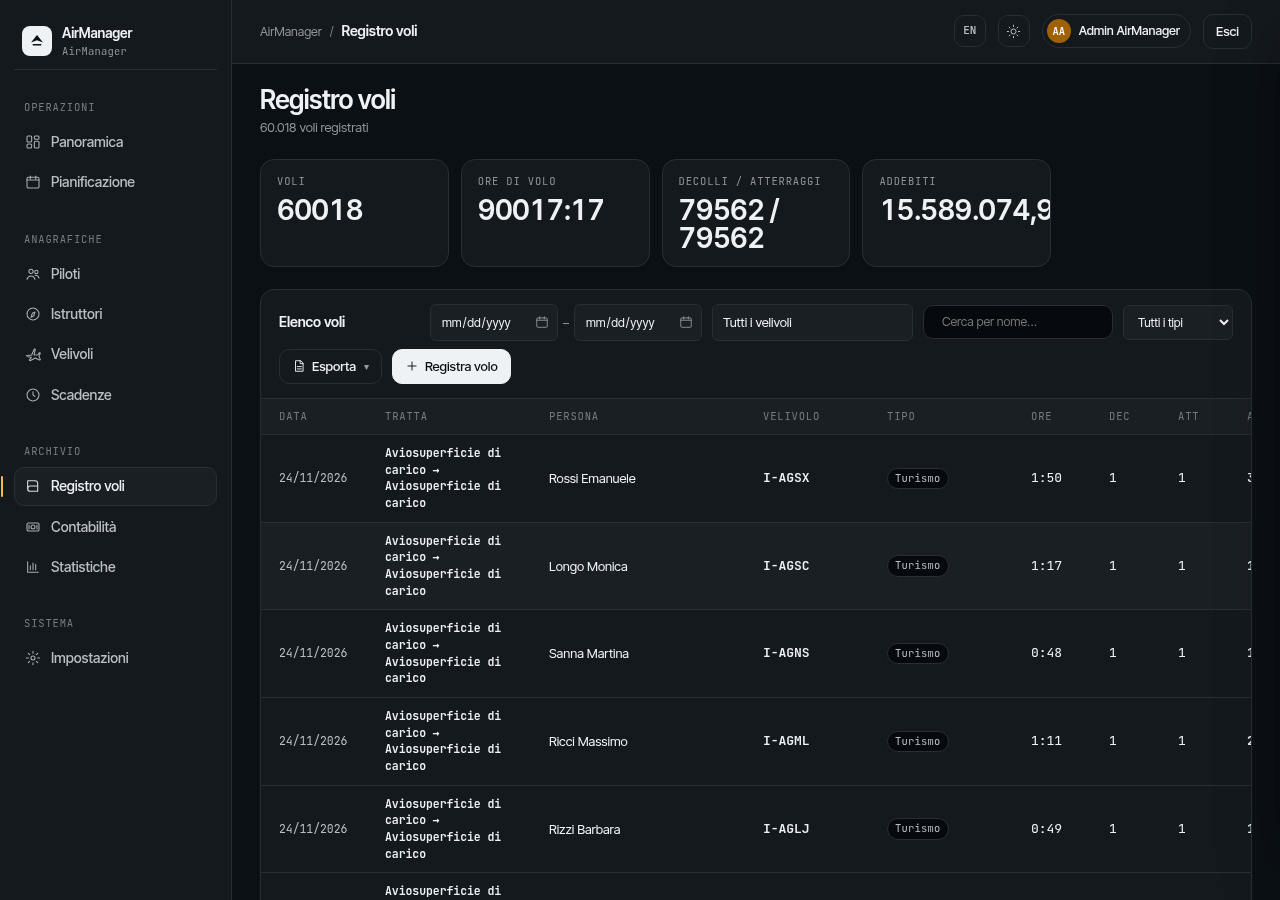 AirManager
AirManager
OPERAZIONI
Panoramica
Pianificazione
ANAGRAFICHE
Piloti
Istruttori
Velivoli
Scadenze
ARCHIVIO
Registro voli
Contabilità
Statistiche
SISTEMA
Impostazioni
AirManager / Registro voli
EN
AA Admin AirManager
Esci
Registro voli
60.018 voli registrati
VOLI
60018
ORE DI VOLO
90017:17
DECOLLI / ATTERRAGGI
79562 /
79562
ADDEBITI
15.589.074,9
Elenco voli
mm/dd/yyyy – mm/dd/yyyy
Tutti i velivoli
Cerca per nome…
Tutti i tipi
Esporta ▾
+ Registra volo
DATA TRATTA PERSONA VELIVOLO TIPO ORE DEC ATT
Aviosuperficie di
carico →
Aviosuperficie di
carico
24/11/2026 Rossi Emanuele I-AGSX Turismo 1:50 1 1
Aviosuperficie di
carico →
Aviosuperficie di
carico
24/11/2026 Longo Monica I-AGSC Turismo 1:17 1 1
Aviosuperficie di
carico →
Aviosuperficie di
carico
24/11/2026 Sanna Martina I-AGNS Turismo 0:48 1 1
Aviosuperficie di
carico →
Aviosuperficie di
carico
24/11/2026 Ricci Massimo I-AGML Turismo 1:11 1 1
Aviosuperficie di
carico →
Aviosuperficie di
carico
24/11/2026 Rizzi Barbara I-AGLJ Turismo 0:49 1 1
Aviosuperficie di